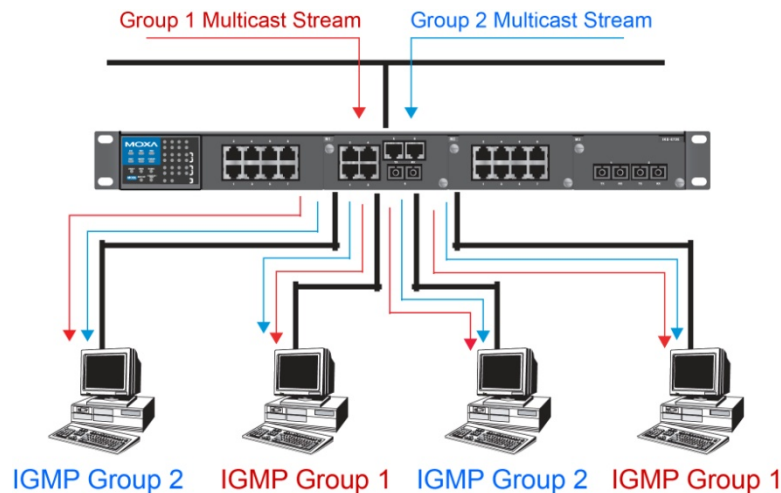 Group 1 Multicast Stream
Group 2 Multicast Stream
MOXA
IGMP Group 2
IGMP Group 1
IGMP Group 2
IGMP Group 1